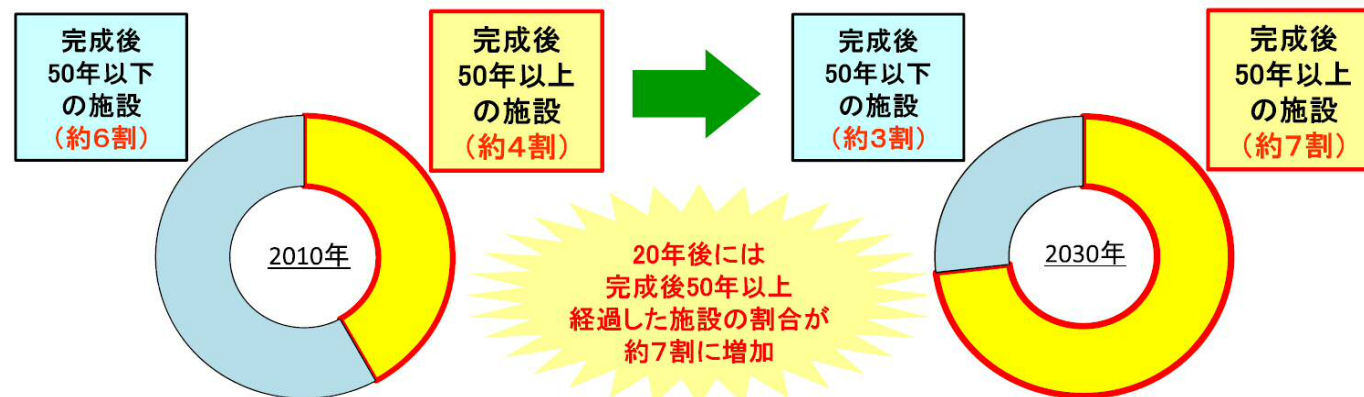 完成後
50年以下
の施設
（約6割）
完成後
50年以上
の施設
（約4割）
2010年
20年後には
完成後50年以上
経過した施設の割合が
約7割に増加
完成後
50年以下
の施設
（約3割）
完成後
50年以上
の施設
（約7割）
2030年